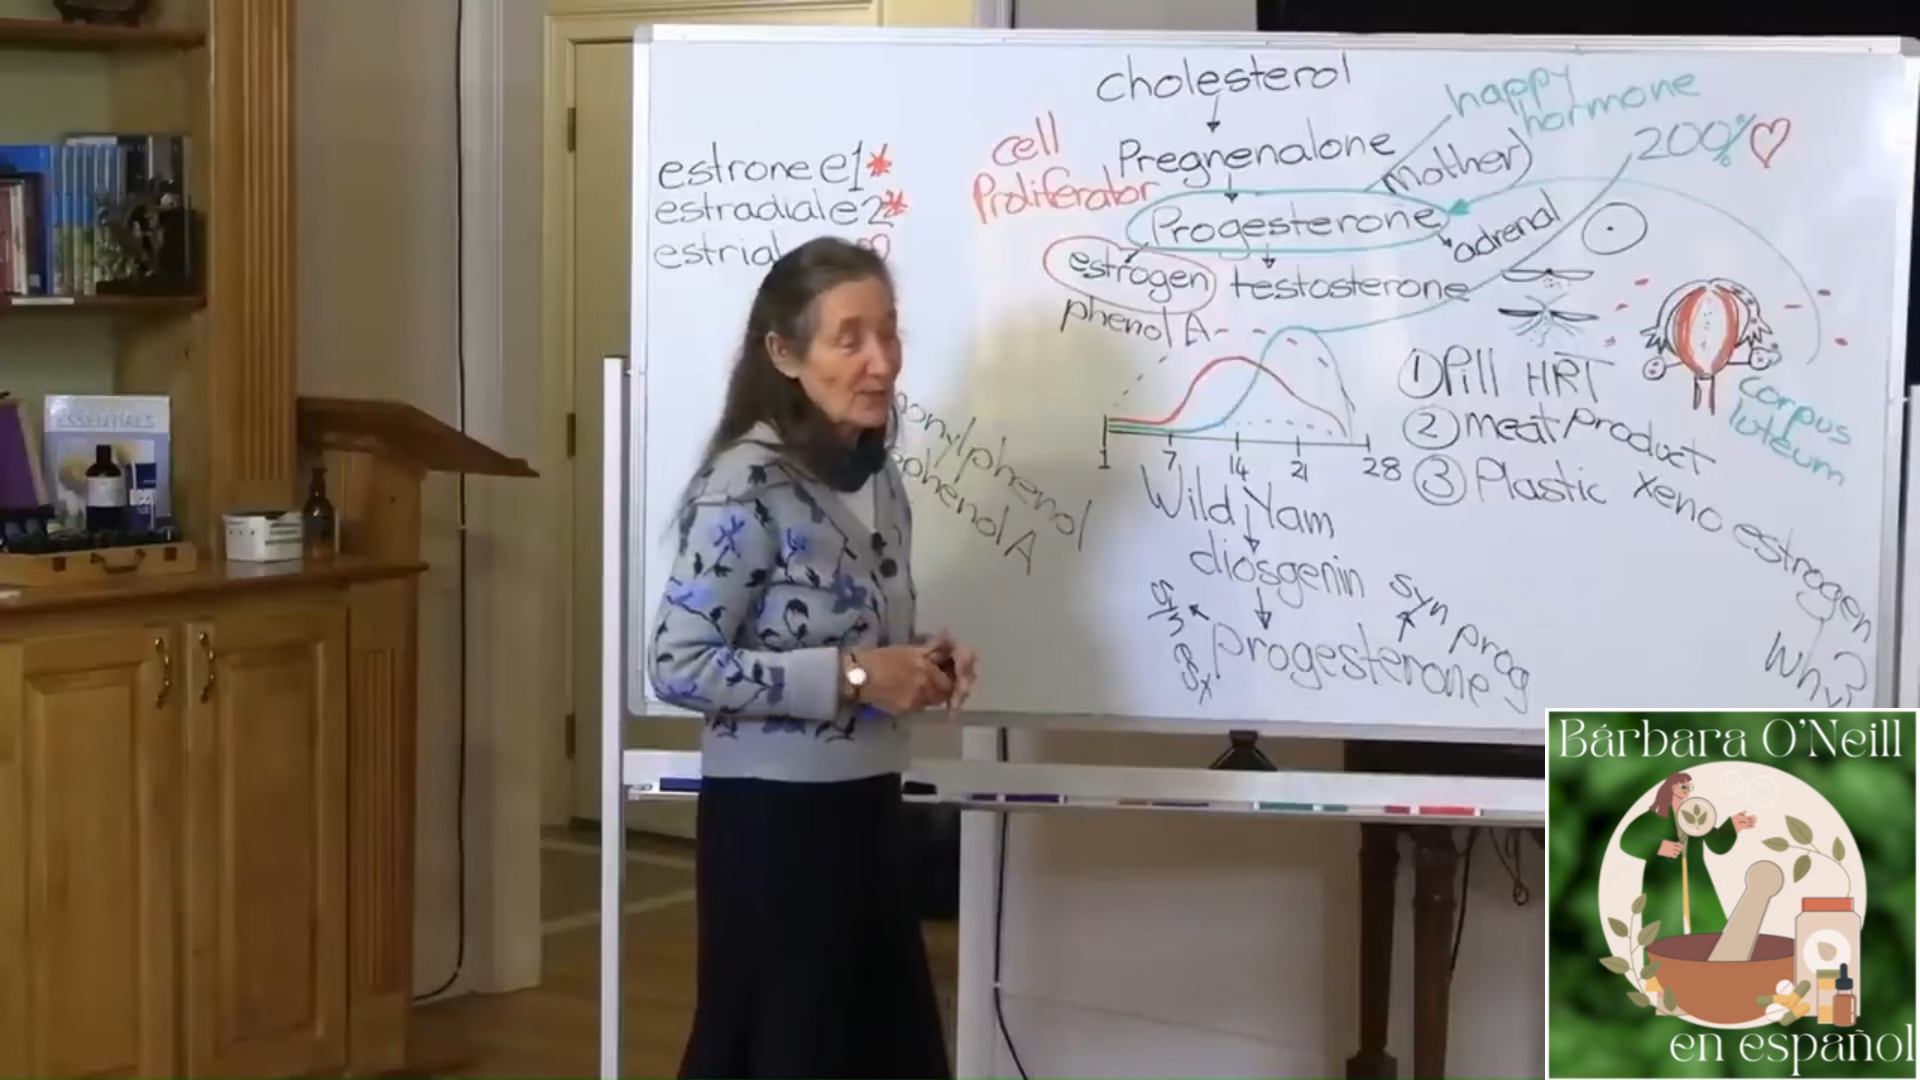 cholesterol
happy
hormone
200%
cell
Proliferator
Pregnenalone
(Mother)
estrone e1*
estradial e2*
estrial
Progesterone
adrenal
estrogen
testosterone
phenol A
1 7 14 21 28
① Pill HRT
② meat/product
③ Plastic xeno estrogen
Why?
corpus
luteum
nonylphenol
phenol A
Wild Yam
diosgenin
syn prog
syn
progesterone
ESSENTIALS
Bárbara O'Neill
en español